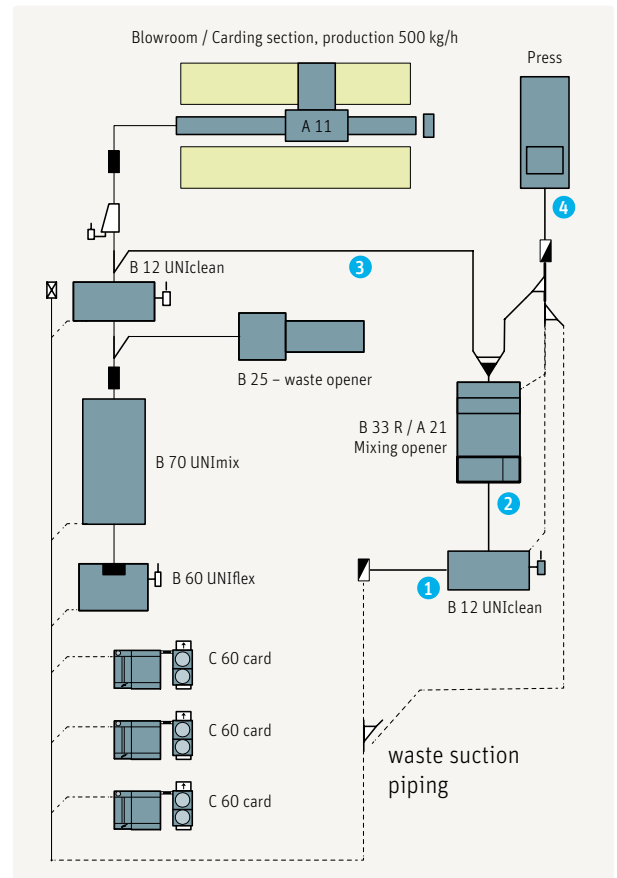 Blowroom / Carding section, production 500 kg/h
Press
A 11
4
B 12 UNIclean
3
B 25 – waste opener
B 33 R / A 21
Mixing opener
B 70 UNImix
2
B 60 UNIflex
1
B 12 UNIclean
C 60 card
C 60 card
waste suction
piping
C 60 card